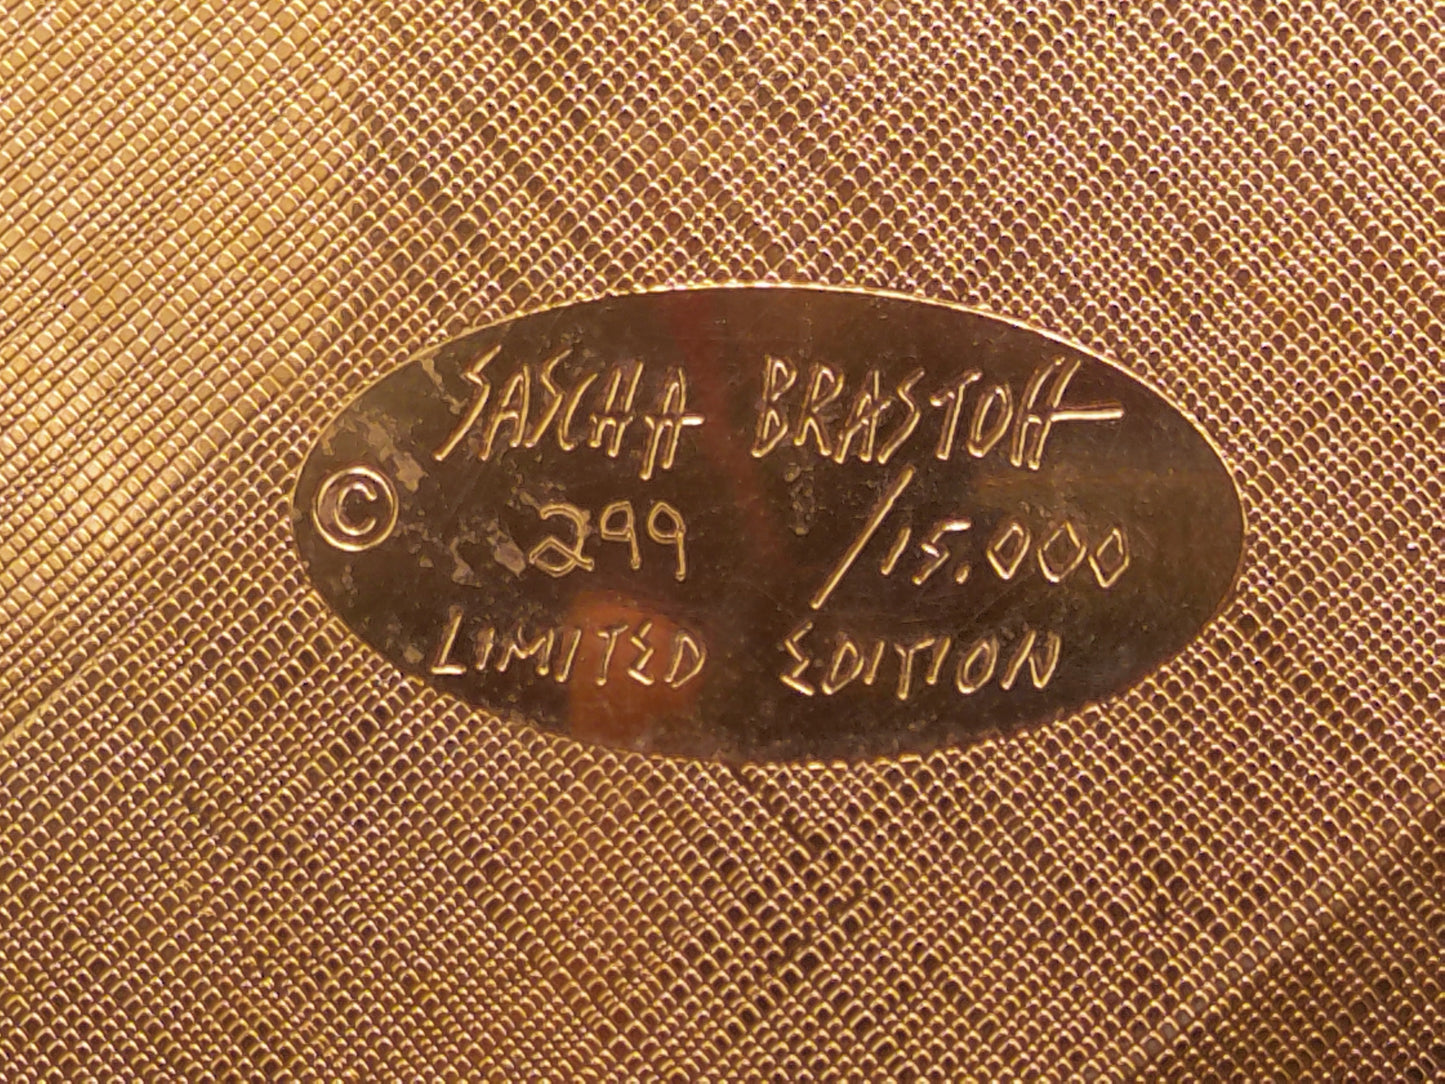 SASCHA BRASTOFF
© 299 /15.000
LIMITED EDITION